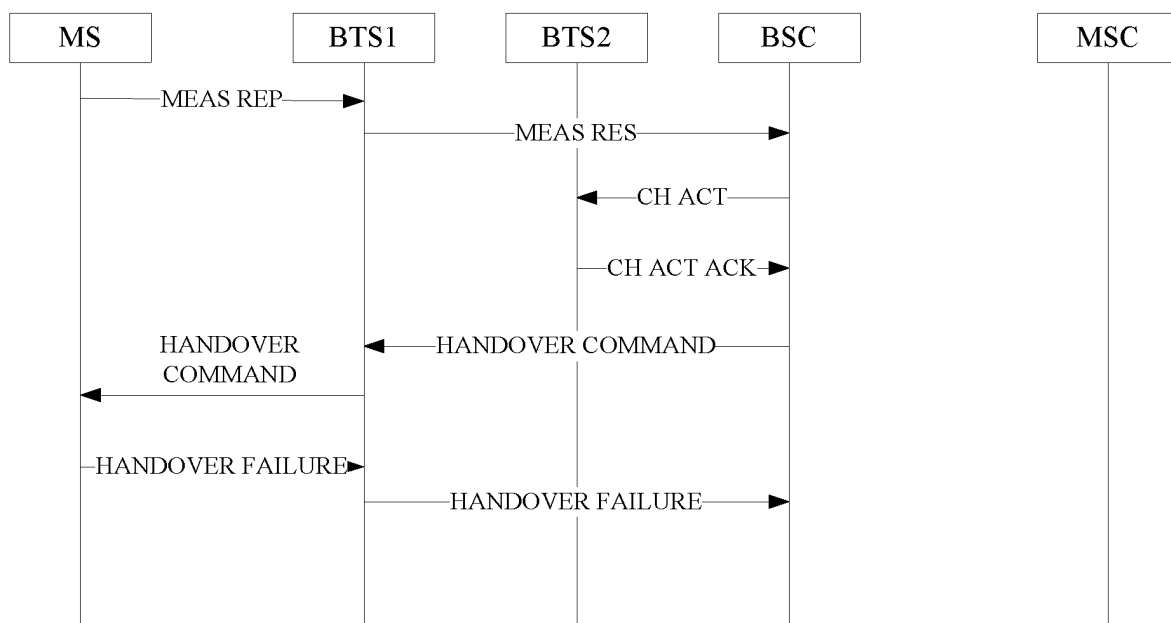 MS
BTS1
BTS2
BSC
MSC
MEAS REP
MEAS RES
CH ACT
CH ACT ACK
HANDOVER COMMAND
HANDOVER
COMMAND
HANDOVER FAILURE
HANDOVER FAILURE